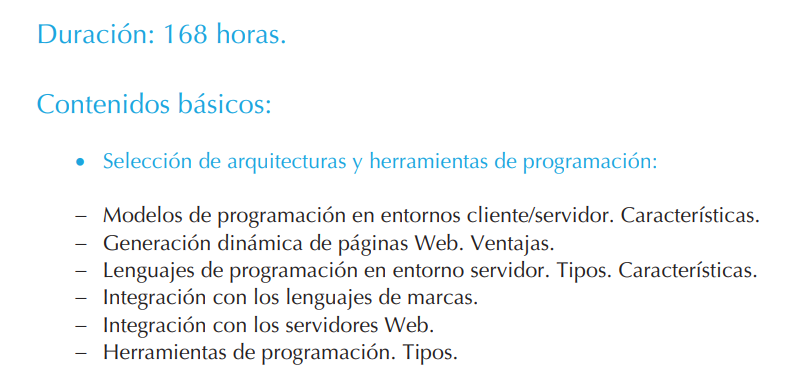 Duración: 168 horas.
Contenidos básicos:
• Selección de arquitecturas y herramientas de programación:
– Modelos de programación en entornos cliente/servidor. Características.
– Generación dinámica de páginas Web. Ventajas.
– Lenguajes de programación en entorno servidor. Tipos. Características.
– Integración con los lenguajes de marcas.
– Integración con los servidores Web.
– Herramientas de programación. Tipos.